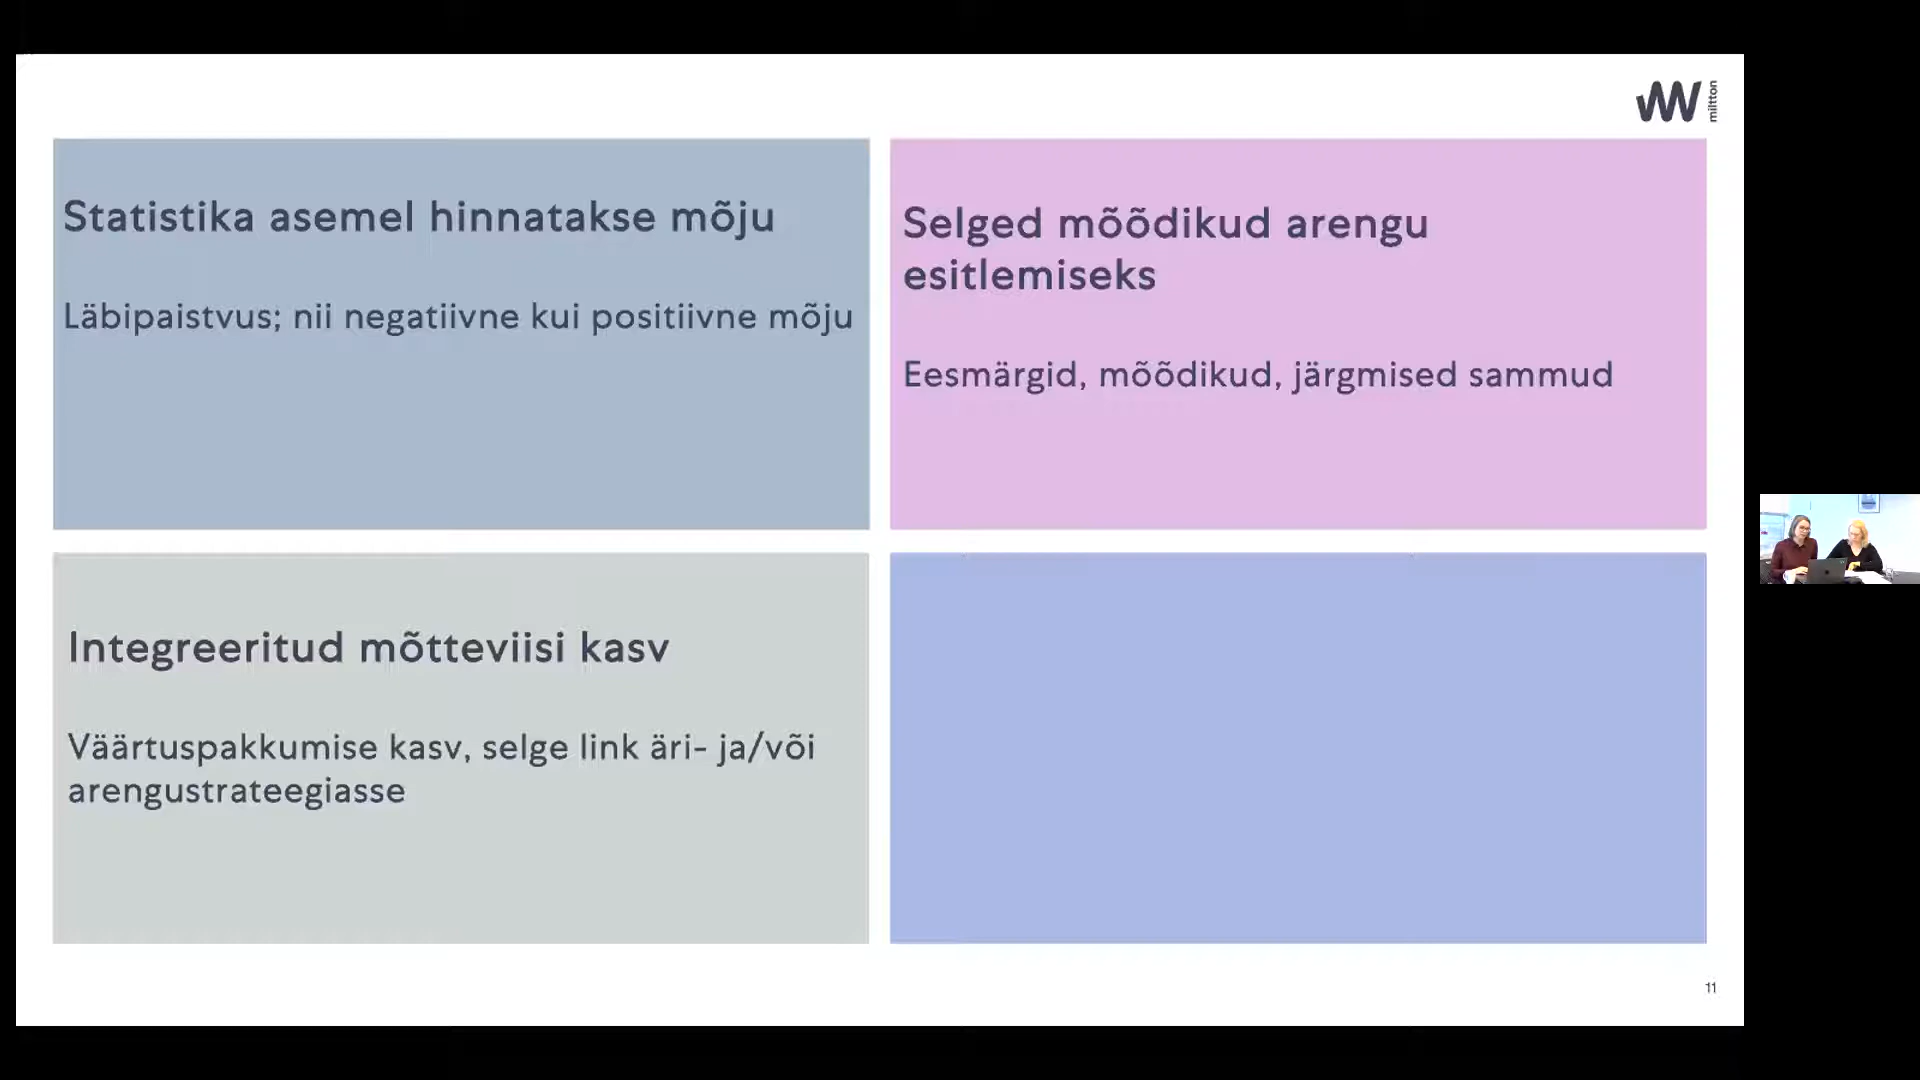 miltton
Statistika asemel hinnatakse mõju
Läbipaistvus; nii negatiivne kui positiivne mõju
Selged mõõdikud arengu
esitlemiseks
Eesmärgid, mõõdikud, järgmised sammud
Integreeritud mõtteviisi kasv
Väärtuspakkumise kasv, selge link äri- ja/või
arengustrateegiasse
11